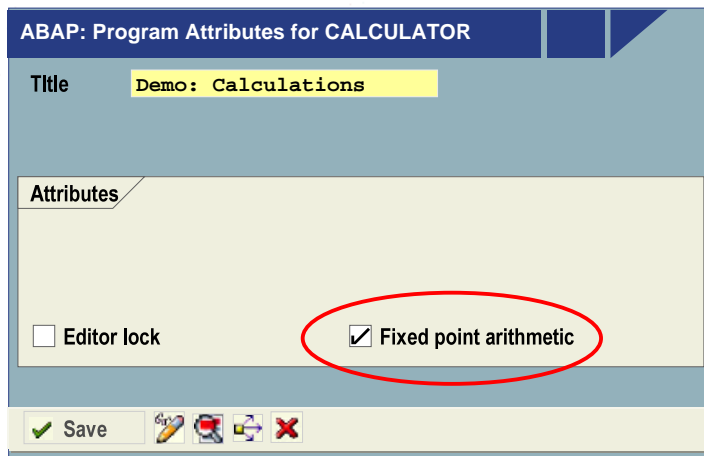 ABAP: Program Attributes for CALCULATOR
TItle Demo: Calculations
Attributes
Editor lock Fixed point arithmetic
Save